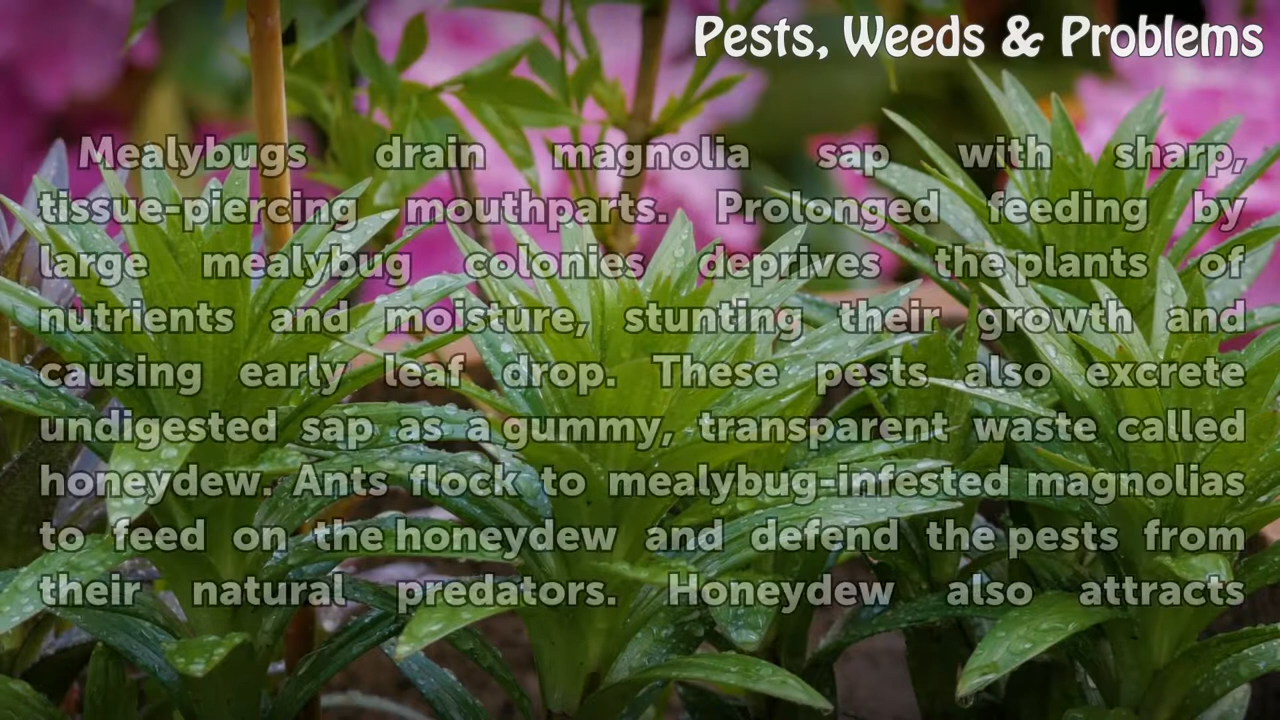 Pests, Weeds & Problems
Mealybugs drain magnolia sap with sharp,
tissue-piercing mouthparts. Prolonged feeding by
large mealybug colonies deprives the plants of
nutrients and moisture, stunting their growth and
causing early leaf drop. These pests also excrete
undigested sap as a gummy, transparent waste called
honeydew. Ants flock to mealybug-infested magnolias
to feed on the honeydew and defend the pests from
their natural predators. Honeydew also attracts